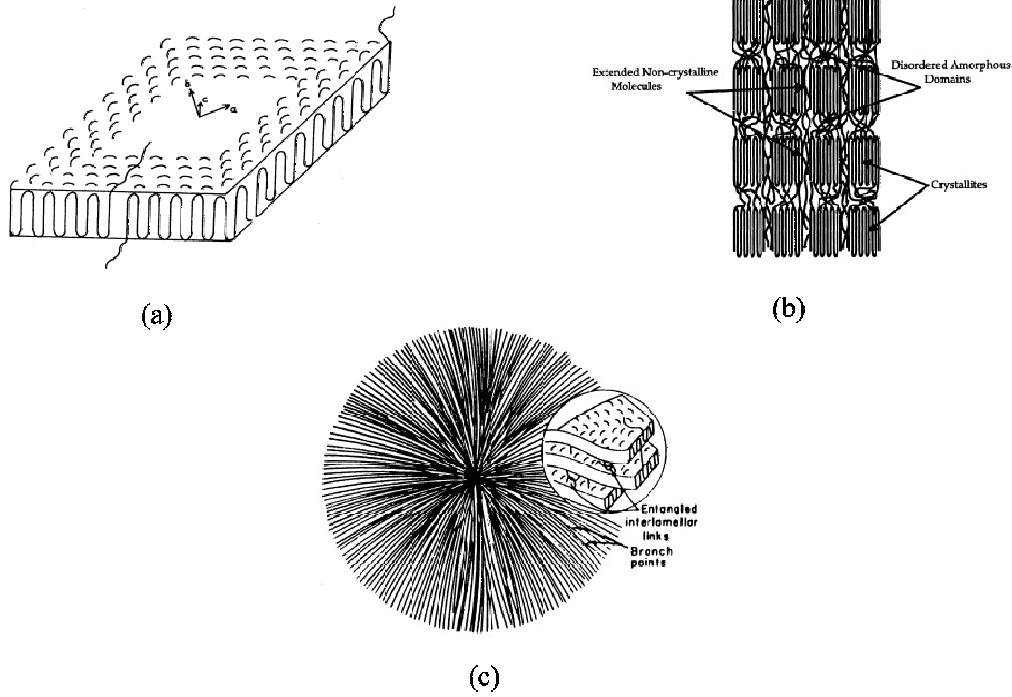 b
c
a
(a)
Extended Non-crystalline
Molecules
Disordered Amorphous
Domains
Crystallites
(b)
Entangled
interlamellar
links
Branch
points
(c)